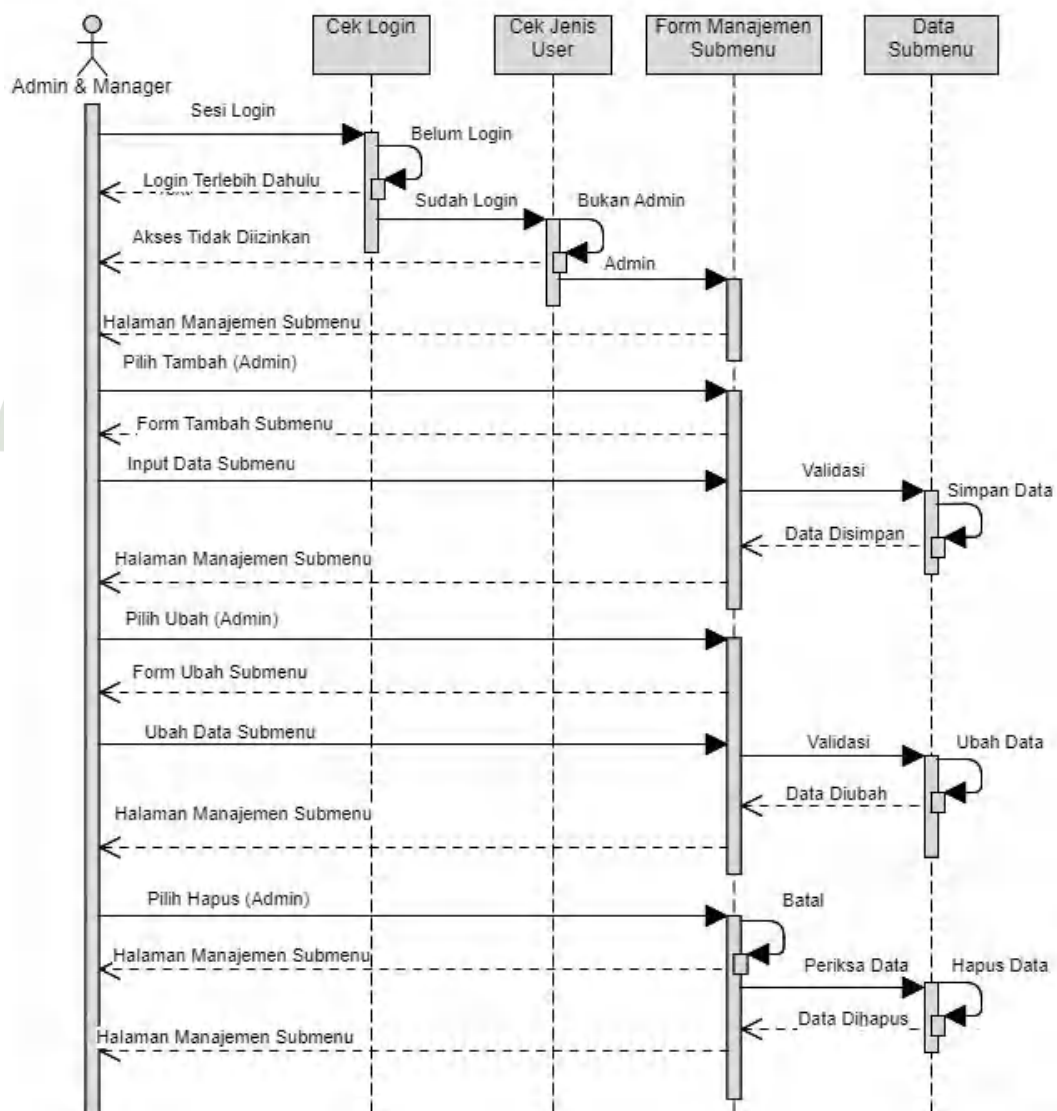 Cek Login
Cek Jenis
User
Form Manajemen
Submenu
Data
Submenu
Admin & Manager
Sesi Login
Belum Login
Login Terlebih Dahulu
Sudah Login
Bukan Admin
Akses Tidak Diizinkan
Admin
Halaman Manajemen Submenu
Pilih Tambah (Admin)
Form Tambah Submenu
Input Data Submenu
Validasi
Simpan Data
Data Disimpan
Halaman Manajemen Submenu
Pilih Ubah (Admin)
Form Ubah Submenu
Ubah Data Submenu
Validasi
Ubah Data
Data Diubah
Halaman Manajemen Submenu
Pilih Hapus (Admin)
Batal
Halaman Manajemen Submenu
Periksa Data
Hapus Data
Data Dihapus
Halaman Manajemen Submenu